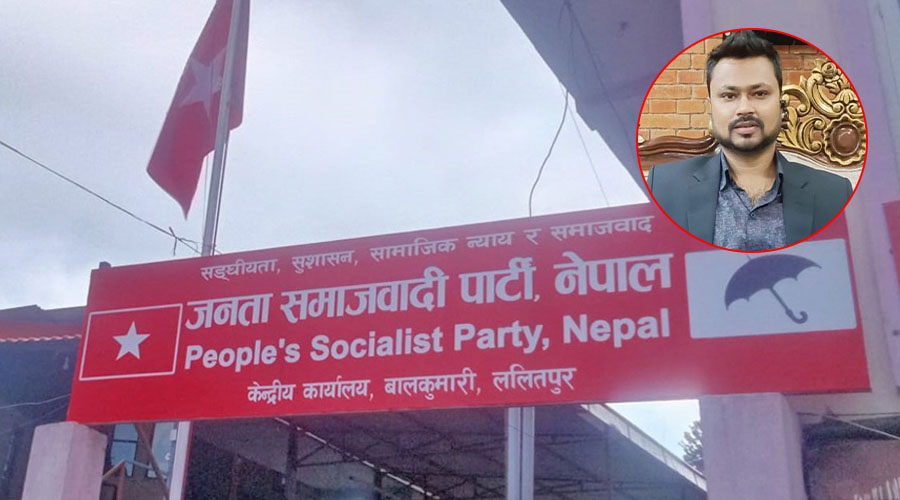 सङ्घीयता, सुशासन, सामाजिक न्याय र समाजवाद
जनता समाजवादी पार्टी, नेपाल
People's Socialist Party, Nepal
केन्द्रीय कार्यालय, बालकुमारी, ललितपुर